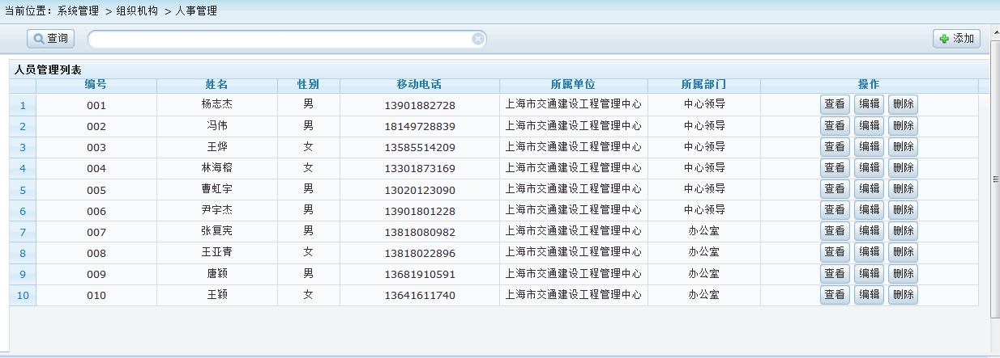 当前位置：系统管理 > 组织机构 > 人事管理
查询 添加
人员管理列表
编号 姓名 性别 移动电话 所属单位 所属部门 操作
1 001 杨志杰 男 13901882728 上海市交通建设工程管理中心 中心领导 查看 编辑 删除
2 002 冯伟 男 18149728839 上海市交通建设工程管理中心 中心领导 查看 编辑 删除
3 003 王烨 女 13585514209 上海市交通建设工程管理中心 中心领导 查看 编辑 删除
4 004 林海榕 女 13301873169 上海市交通建设工程管理中心 中心领导 查看 编辑 删除
5 005 曹虹宇 男 13020123090 上海市交通建设工程管理中心 中心领导 查看 编辑 删除
6 006 尹宇杰 男 13901801228 上海市交通建设工程管理中心 中心领导 查看 编辑 删除
7 007 张复宪 男 13818080982 上海市交通建设工程管理中心 办公室 查看 编辑 删除
8 008 王亚青 女 13818022896 上海市交通建设工程管理中心 办公室 查看 编辑 删除
9 009 唐颖 男 13681910591 上海市交通建设工程管理中心 办公室 查看 编辑 删除
10 010 王颖 女 13641611740 上海市交通建设工程管理中心 办公室 查看 编辑 删除